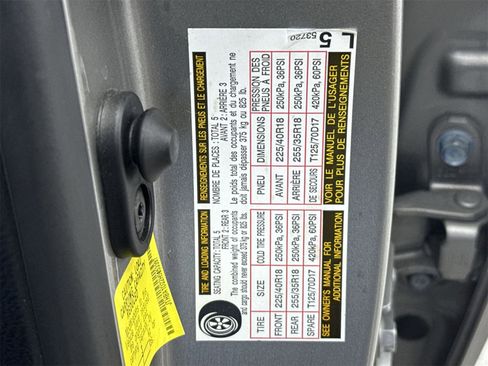 TIRE AND LOADING INFORMATION
SEATING CAPACITY: TOTAL 5
FRONT 2 : REAR 3
The combined weight of occupants
and cargo should never exceed 375 kg or 825 lbs.
TIRE SIZE COLD TIRE PRESSURE
FRONT 225/40R18 250kPa, 36PSI
REAR 255/35R18 250kPa, 36PSI
SPARE T125/70D17 420kPa, 60PSI
SEE OWNER'S MANUAL FOR
ADDITIONAL INFORMATION
RENSEIGNEMENTS SUR LES PNEUS ET LE CHARGEMENT
NOMBRE DE PLACES : TOTAL 5
AVANT 2 : ARRIÈRE 3
Le poids total des occupants et du chargement ne
doit jamais dépasser 375 kg ou 825 lb.
PNEU DIMENSIONS PRESSION DES
PNEUS À FROID
AVANT 225/40R18 250kPa, 36PSI
ARRIÈRE 255/35R18 250kPa, 36PSI
DE SECOURS T125/70D17 420kPa, 60PSI
VOIR LE MANUEL DE L'USAGER
POUR PLUS DE RENSEIGNEMENTS
53720
L 5